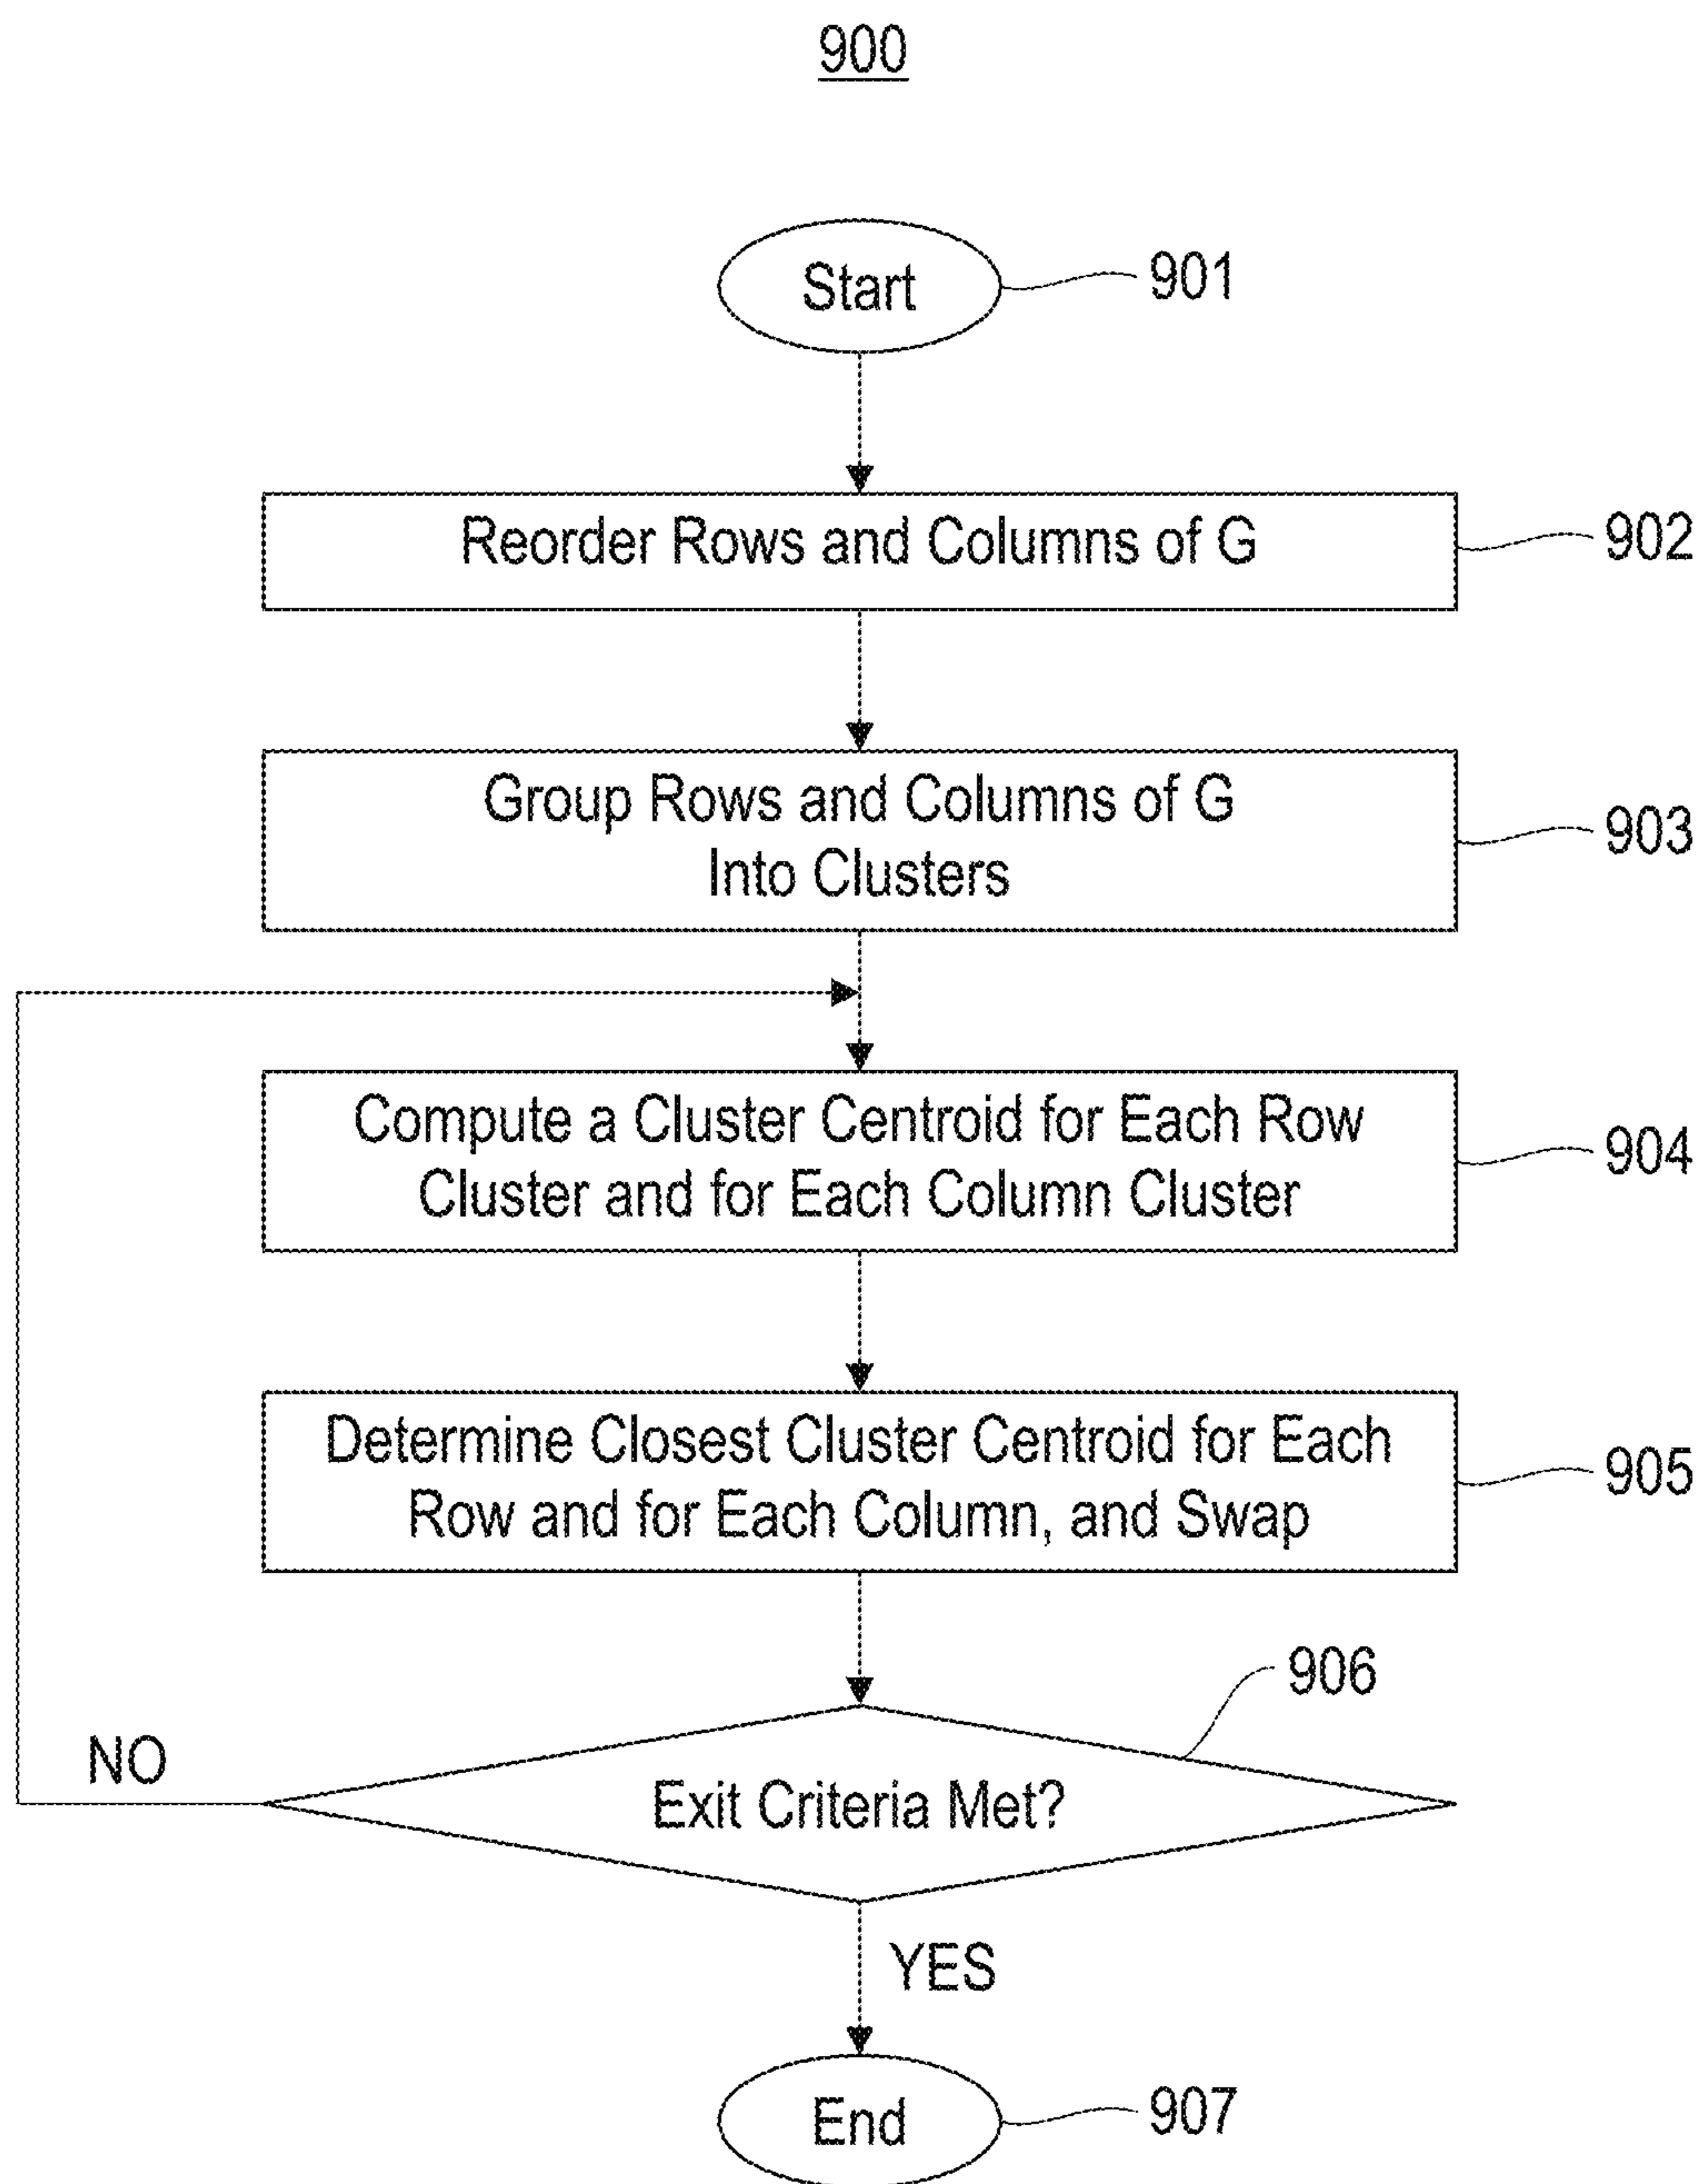 900
Start
901
Reorder Rows and Columns of G
902
Group Rows and Columns of G
Into Clusters
903
Compute a Cluster Centroid for Each Row
Cluster and for Each Column Cluster
904
Determine Closest Cluster Centroid for Each
Row and for Each Column, and Swap
905
906
NO
Exit Criteria Met?
YES
End
907